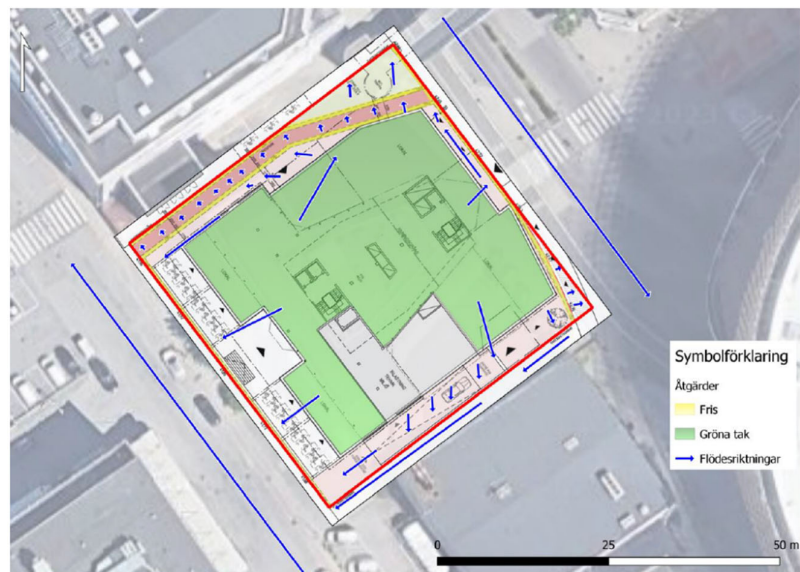 Symbolförklaring
Åtgärder
Fris
Gröna tak
Flödesriktningar
0
25
50 m